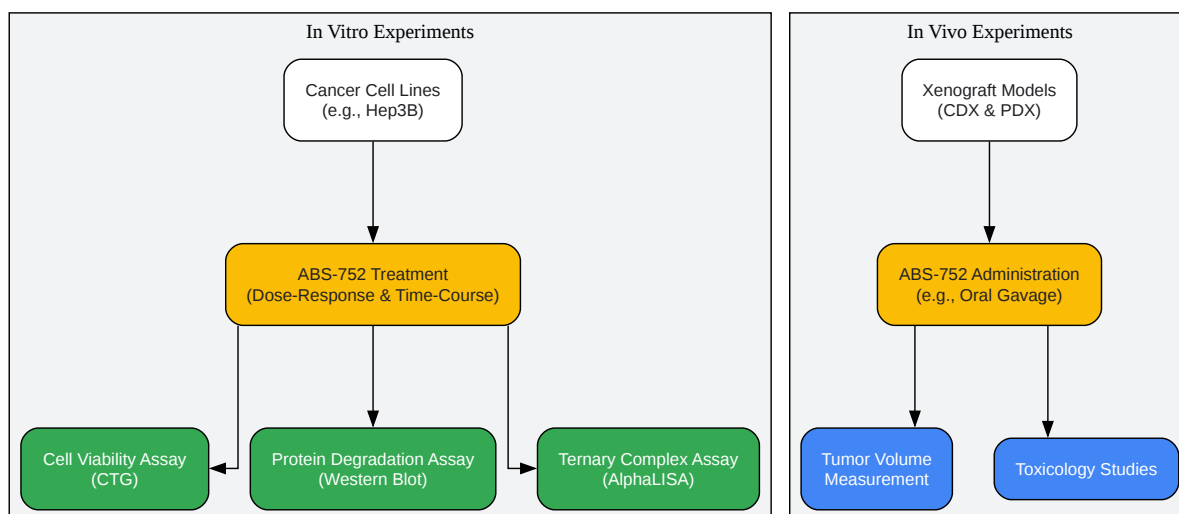 In Vitro Experiments
Cancer Cell Lines
(e.g., Hep3B)
ABS-752 Treatment
(Dose-Response & Time-Course)
Cell Viability Assay
(CTG)
Protein Degradation Assay
(Western Blot)
Ternary Complex Assay
(AlphaLISA)
In Vivo Experiments
Xenograft Models
(CDX & PDX)
ABS-752 Administration
(e.g., Oral Gavage)
Tumor Volume
Measurement
Toxicology Studies